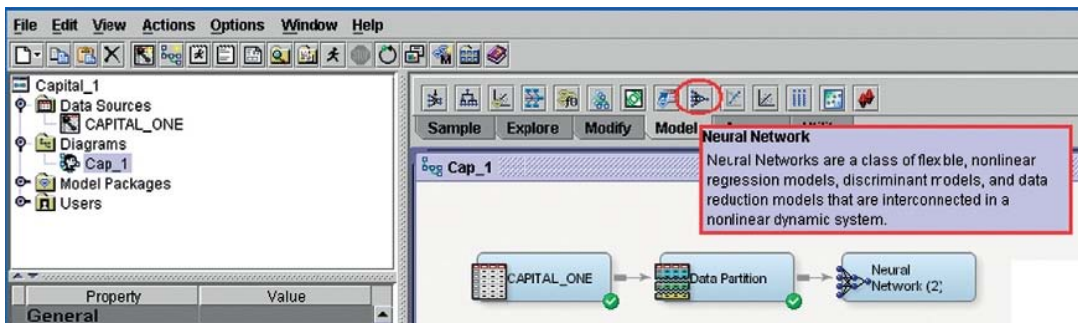 File Edit View Actions Options Window Help
Capital_1
Data Sources
CAPITAL_ONE
Diagrams
Cap_1
Model Packages
Users
Property Value
General
Sample Explore Modify Model
Neural Network
Neural Networks are a class of flexible, nonlinear
regression models, discriminant models, and data
reduction models that are interconnected in a
nonlinear dynamic system.
Cap_1
CAPITAL_ONE
Data Partition
Neural
Network (2)